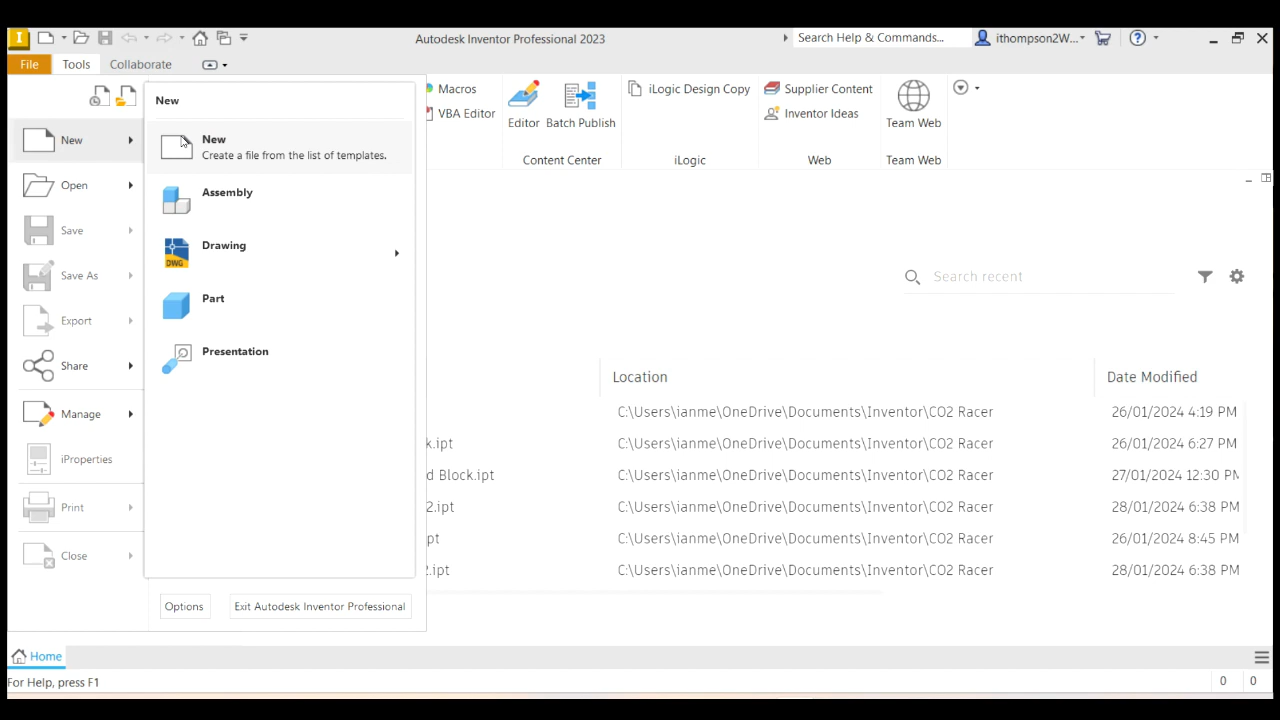 Autodesk Inventor Professional 2023
Search Help & Commands...
ithompson2W...
File
Tools
Collaborate
New
Macros
VBA Editor
Editor
Batch Publish
Content Center
iLogic Design Copy
iLogic
Supplier Content
Inventor Ideas
Web
Team Web
Team Web
New
Open
Save
Save As
Export
Share
Manage
iProperties
Print
Close
New
Create a file from the list of templates.
Assembly
Drawing
DWG
Part
Presentation
Options
Exit Autodesk Inventor Professional
Search recent
Location
Date Modified
C:\Users\ianme\OneDrive\Documents\Inventor\CO2 Racer
26/01/2024 4:19 PM
k.ipt
C:\Users\ianme\OneDrive\Documents\Inventor\CO2 Racer
26/01/2024 6:27 PM
d Block.ipt
C:\Users\ianme\OneDrive\Documents\Inventor\CO2 Racer
27/01/2024 12:30 PM
2.ipt
C:\Users\ianme\OneDrive\Documents\Inventor\CO2 Racer
28/01/2024 6:38 PM
pt
C:\Users\ianme\OneDrive\Documents\Inventor\CO2 Racer
26/01/2024 8:45 PM
2.ipt
C:\Users\ianme\OneDrive\Documents\Inventor\CO2 Racer
28/01/2024 6:38 PM
Home
For Help, press F1
0
0